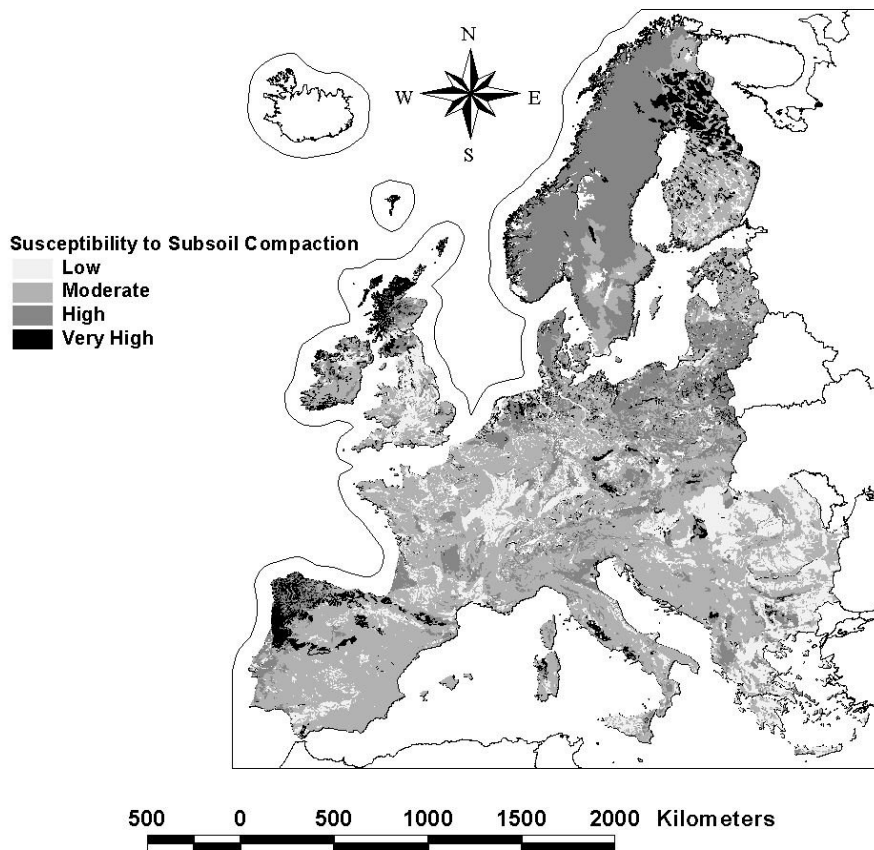 N
W E
S
Susceptibility to Subsoil Compaction
Low
Moderate
High
Very High
500 0 500 1000 1500 2000 Kilometers